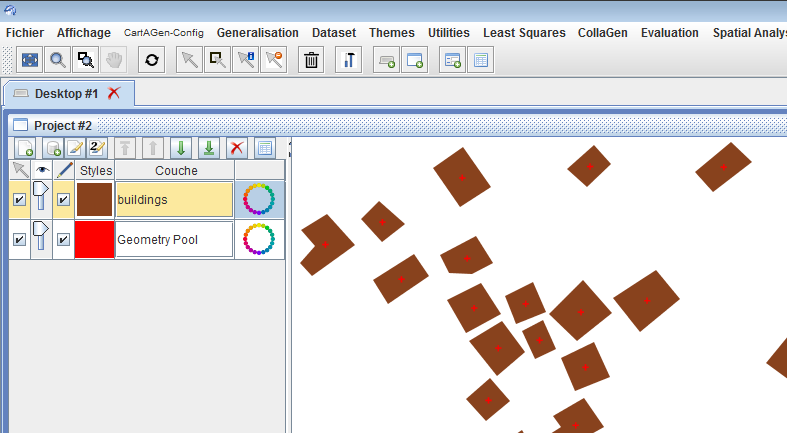 Fichier Affichage CartAGen-Config Generalisation Dataset Themes Utilities Least Squares CollaGen Evaluation Spatial Analys
Desktop #1
Project #2
Styles Couche
buildings
Geometry Pool